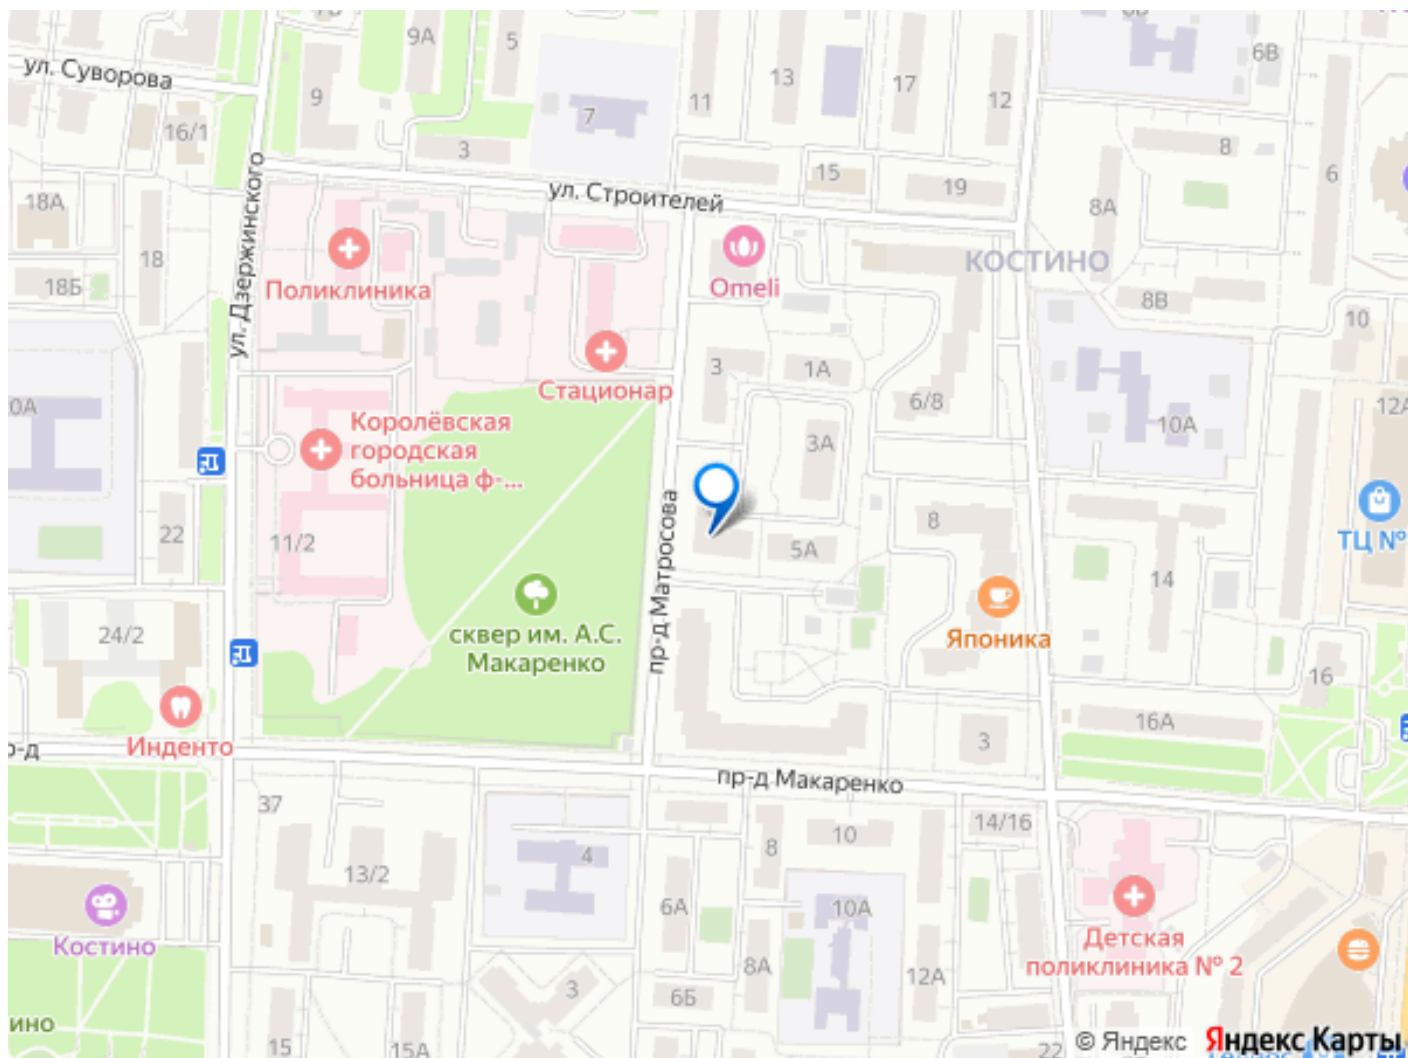 9А
5
6В
ул. Суворова
9
13
17
11
12
7
16/1
3
8
6
15
19
ул. Строителей
18А
8А
18
Поликлиника
Omeli
КОСТИНО
18Б
8В
ул. Дзержинского
10
Стационар
3
1А
6/8
12А
10А
Королёвская
городская
больница ф-...
3А
пр-д Матросова
8
ТЦ №
22
11/2
5А
14
24/2
сквер им. А.С.
Макаренко
Японика
16
Инденто
16А
3
пр-д Макаренко
37
14/16
8
10
4
13/2
6А
10А
Костино
Детская
поликлиника № 2
8А
12А
3
6Б
ино
15
15А
22
© Яндекс
Яндекс Карты